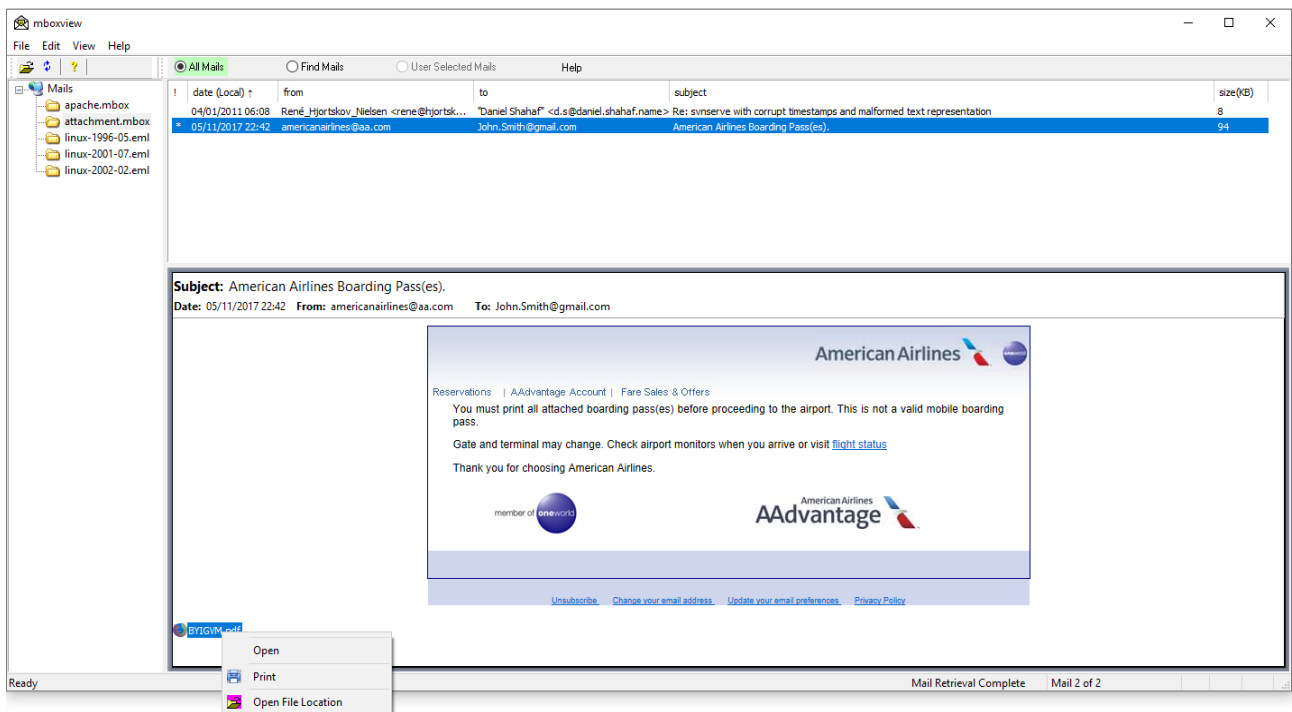 mboxview
File Edit View Help
? All Mails Find Mails User Selected Mails Help
Mails
apache.mbox
attachment.mbox
linux-1996-05.eml
linux-2001-07.eml
linux-2002-02.eml
! date (Local) ↑ from to subject size(KB)
04/01/2011 06:08 René_Hjortskov_Nielsen <rene@hjortsk... "Daniel Shahaf" <d.s@daniel.shahaf.name> Re: svnserve with corrupt timestamps and malformed text representation 8
* 05/11/2017 22:42 americanairlines@aa.com John.Smith@gmail.com American Airlines Boarding Pass(es). 94
Subject: American Airlines Boarding Pass(es).
Date: 05/11/2017 22:42 From: americanairlines@aa.com To: John.Smith@gmail.com
American Airlines oneworld
Reservations | AAdvantage Account | Fare Sales & Offers
You must print all attached boarding pass(es) before proceeding to the airport. This is not a valid mobile boarding
pass.
Gate and terminal may change. Check airport monitors when you arrive or visit flight status
Thank you for choosing American Airlines.
member of oneworld
American Airlines
AAdvantage
Unsubscribe Change your email address Update your email preferences Privacy Policy
BYIGVM.pdf
Open
Print
Open File Location
Ready Mail Retrieval Complete Mail 2 of 2